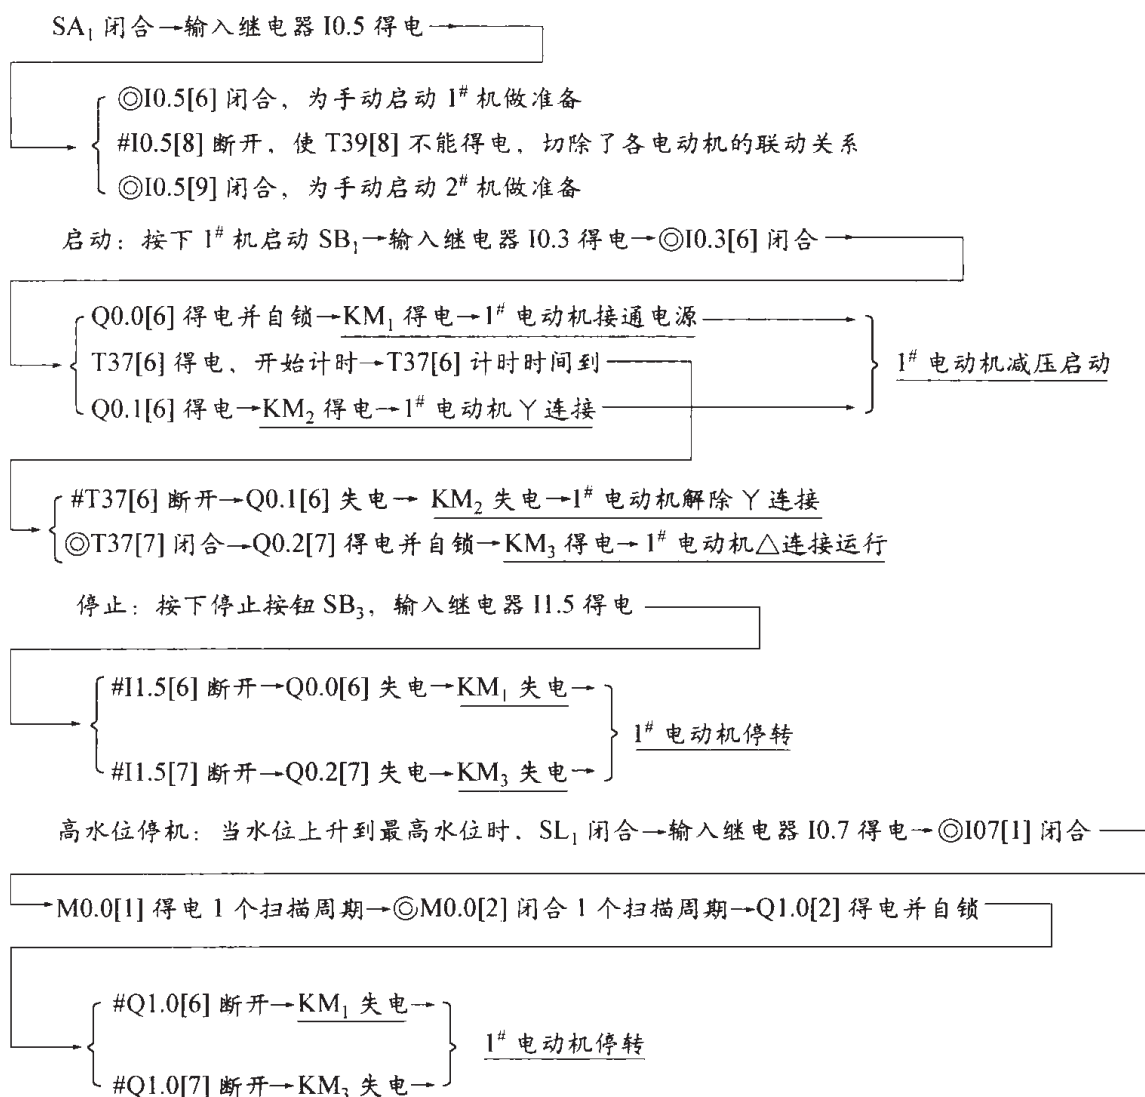 SA₁ 闭合→输入继电器 I0.5 得电→
◎I0.5[6] 闭合，为手动启动 1# 机做准备
#I0.5[8] 断开，使 T39[8] 不能得电，切除了各电动机的联动关系
◎I0.5[9] 闭合，为手动启动 2# 机做准备
启动：按下 1# 机启动 SB₁→输入继电器 I0.3 得电→◎I0.3[6] 闭合→
Q0.0[6] 得电并自锁→KM₁ 得电→1# 电动机接通电源→
T37[6] 得电、开始计时→T37[6] 计时时间到
1# 电动机减压启动
Q0.1[6] 得电→KM₂ 得电→1# 电动机丫连接→
#T37[6] 断开→Q0.1[6] 失电→ KM₂ 失电→1# 电动机解除丫连接
◎T37[7] 闭合→Q0.2[7] 得电并自锁→KM₃ 得电→1# 电动机△连接运行
停止：按下停止按钮 SB₃，输入继电器 I1.5 得电
#I1.5[6] 断开→Q0.0[6] 失电→KM₁ 失电→
1# 电动机停转
#I1.5[7] 断开→Q0.2[7] 失电→KM₃ 失电→
高水位停机：当水位上升到最高水位时，SL₁ 闭合→输入继电器 I0.7 得电→◎I07[1] 闭合
→M0.0[1] 得电 1 个扫描周期→◎M0.0[2] 闭合 1 个扫描周期→Q1.0[2] 得电并自锁
#Q1.0[6] 断开→KM₁ 失电→
1# 电动机停转
#Q1.0[7] 断开→KM₃ 失电→